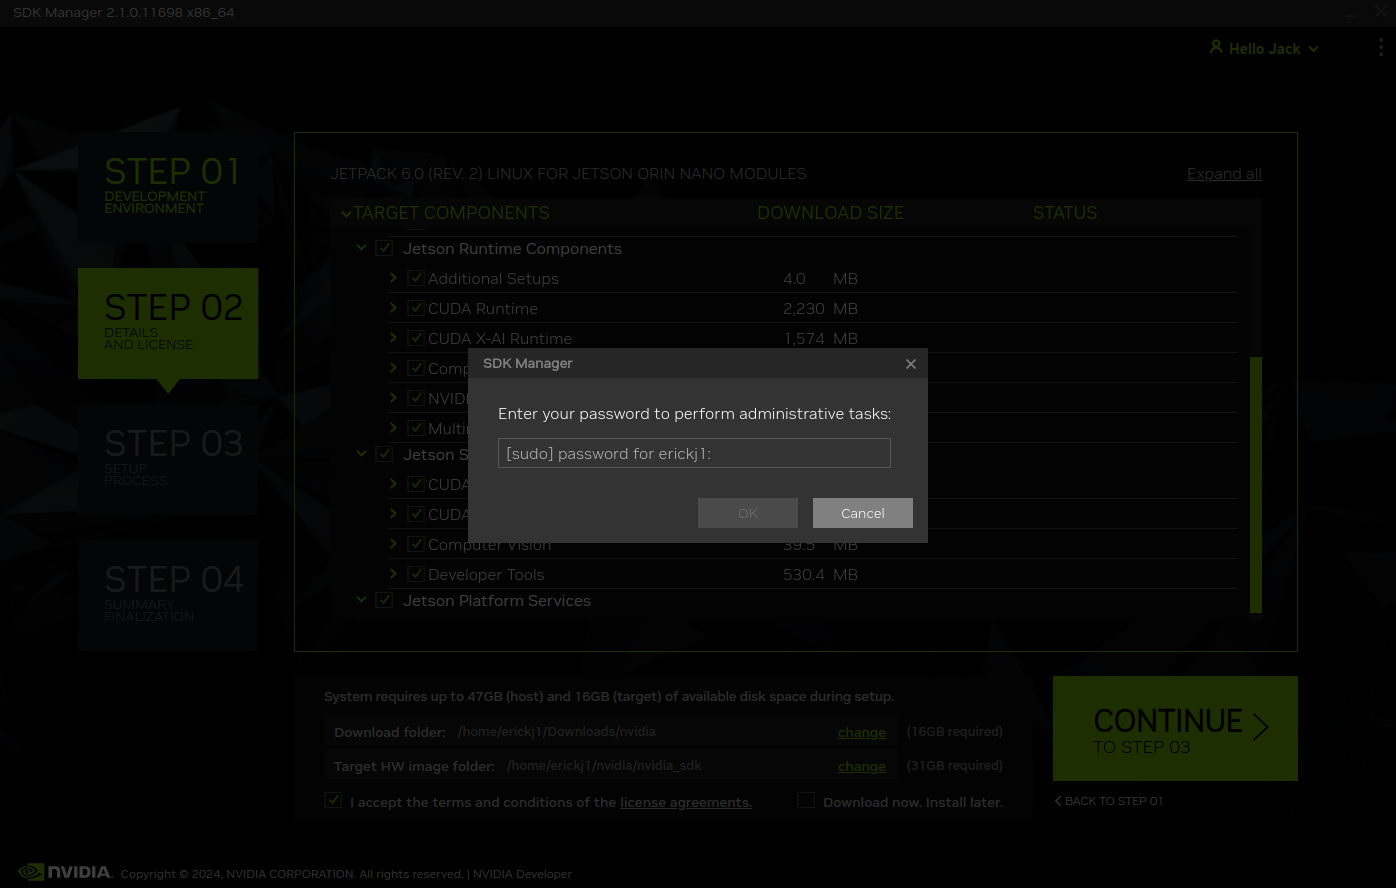 SDK Manager 2.1.0.11698 x86_64
Hello Jack
STEP 01
DEVELOPMENT
ENVIRONMENT
STEP 02
DETAILS
AND LICENSE
STEP 03
SETUP
PROCESS
STEP 04
SUMMARY
FINALIZATION
JETPACK 6.0 (REV. 2) LINUX FOR JETSON ORIN NANO MODULES Expand all
TARGET COMPONENTS DOWNLOAD SIZE STATUS
Jetson Runtime Components
Additional Setups 4.0 MB
CUDA Runtime 2,230 MB
CUDA X-AI Runtime 1,574 MB
Comp
NVIDI
Multim
Jetson S
CUDA
CUDA
Computer Vision 39.5 MB
Developer Tools 530.4 MB
Jetson Platform Services
SDK Manager
Enter your password to perform administrative tasks:
[sudo] password for erickj1:
OK Cancel
System requires up to 47GB (host) and 16GB (target) of available disk space during setup.
Download folder: /home/erickj1/Downloads/nvidia change (16GB required)
Target HW image folder: /home/erickj1/nvidia/nvidia_sdk change (31GB required)
I accept the terms and conditions of the license agreements. Download now. Install later.
CONTINUE
TO STEP 03
BACK TO STEP 01
NVIDIA. Copyright © 2024, NVIDIA CORPORATION. All rights reserved. | NVIDIA Developer